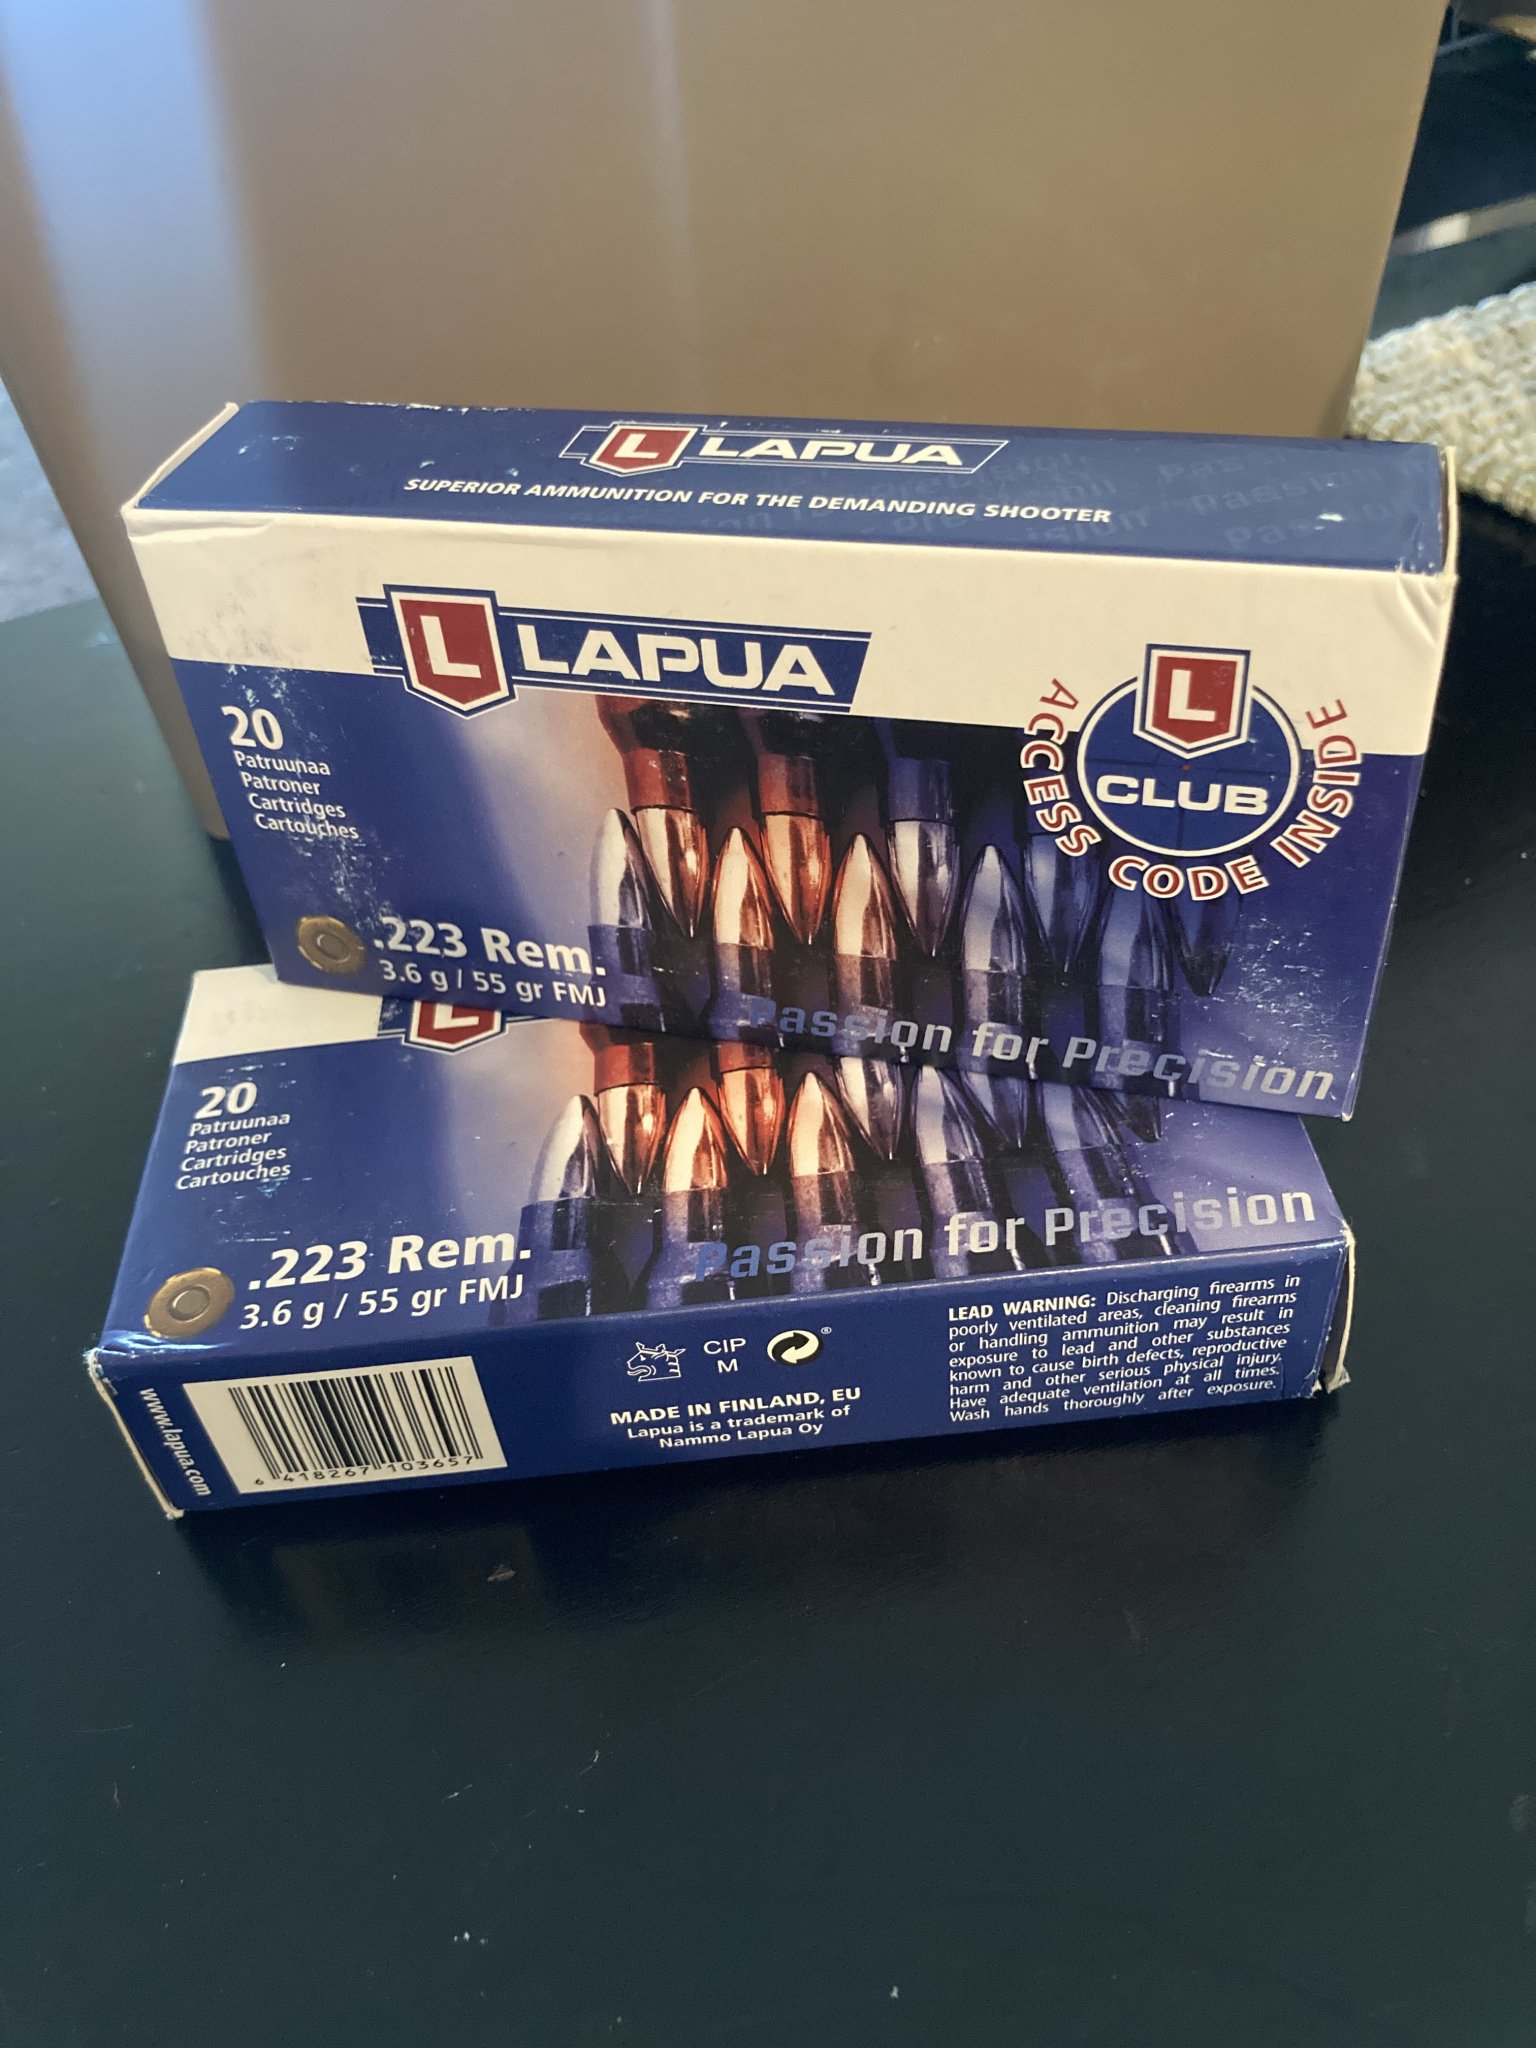 L LAPUA
SUPERIOR AMMUNITION FOR THE DEMANDING SHOOTER
L LAPUA
20
Patruunaa
Patroner
Cartridges
Cartouches
L
CLUB
ACCESS CODE INSIDE
.223 Rem.
3.6 g / 55 gr FMJ
Passion for Precision
L
20
Patruunaa
Patroner
Cartridges
Cartouches
.223 Rem.
3.6 g / 55 gr FMJ
Passion for Precision
www.lapua.com
6 418267 103657
CIP
M
®
MADE IN FINLAND, EU
Lapua is a trademark of
Nammo Lapua Oy
LEAD WARNING: Discharging firearms in
poorly ventilated areas, cleaning firearms
or handling ammunition may result in
exposure to lead and other substances
known to cause birth defects, reproductive
harm and other serious physical injury.
Have adequate ventilation at all times.
Wash hands thoroughly after exposure.